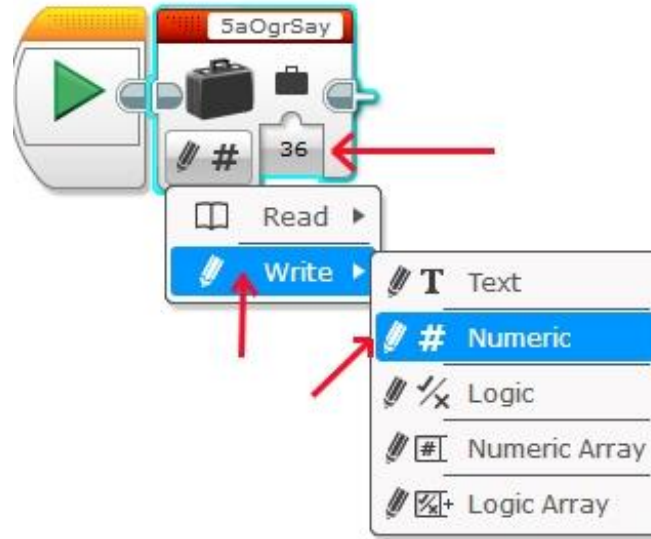 5aOgrSay
#
36
Read
Write
T Text
# Numeric
Logic
# Numeric Array
Logic Array